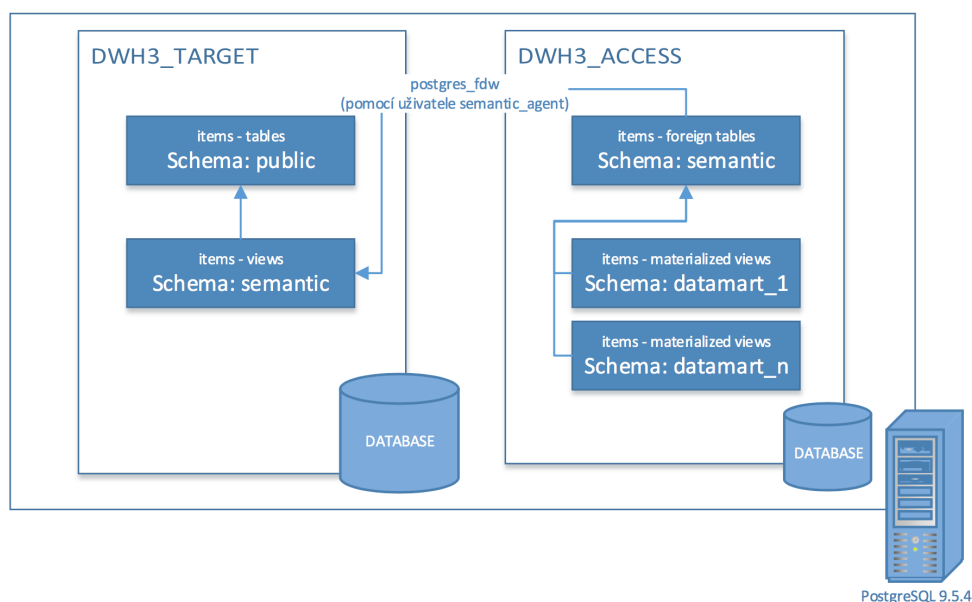 DWH3_TARGET
DWH3_ACCESS
postgres_fdw
(pomocí uživatele semantic_agent)
items - tables
Schema: public
items - foreign tables
Schema: semantic
items - views
Schema: semantic
items - materialized views
Schema: datamart_1
items - materialized views
Schema: datamart_n
DATABASE
DATABASE
PostgreSQL 9.5.4